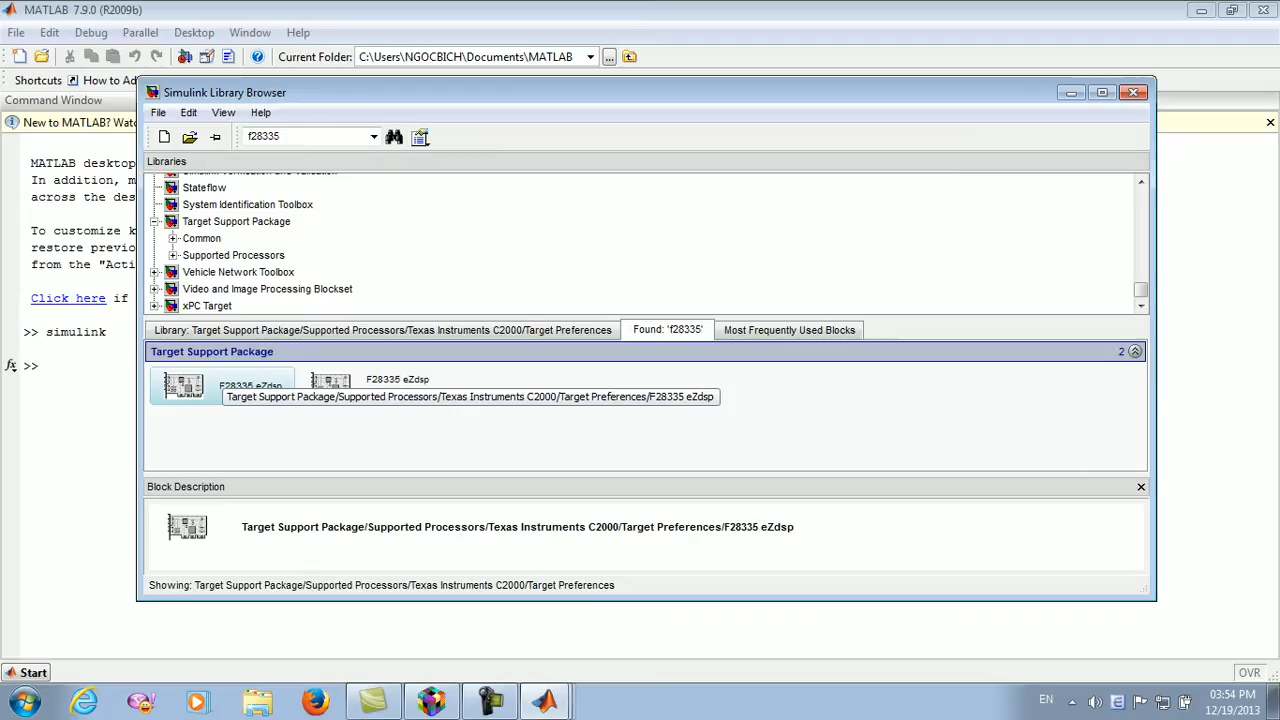 MATLAB 7.9.0 (R2009b)
File Edit Debug Parallel Desktop Window Help
Current Folder: C:\Users\NGOCBICH\Documents\MATLAB
Shortcuts How to Ad
Command Window
New to MATLAB? Watc
MATLAB desktop
In addition, m
across the des
To customize k
restore previo
from the "Acti
Click here if
>> simulink
fx >>
Simulink Library Browser
File Edit View Help
f28335
Libraries
Simulink Verification and Validation
Stateflow
System Identification Toolbox
Target Support Package
Common
Supported Processors
Vehicle Network Toolbox
Video and Image Processing Blockset
xPC Target
Library: Target Support Package/Supported Processors/Texas Instruments C2000/Target Preferences Found: 'f28335' Most Frequently Used Blocks
Target Support Package 2
F28335 eZdsp F28335 eZdsp
Target Support Package/Supported Processors/Texas Instruments C2000/Target Preferences/F28335 eZdsp
Block Description
Target Support Package/Supported Processors/Texas Instruments C2000/Target Preferences/F28335 eZdsp
Showing: Target Support Package/Supported Processors/Texas Instruments C2000/Target Preferences
Start
OVR
EN
03:54 PM
12/19/2013